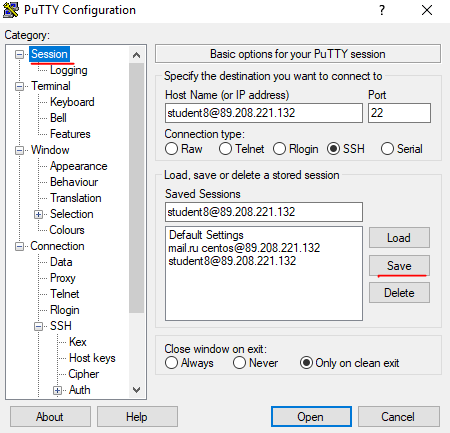 PuTTY Configuration
Category:
Session
Logging
Terminal
Keyboard
Bell
Features
Window
Appearance
Behaviour
Translation
Selection
Colours
Connection
Data
Proxy
Telnet
Rlogin
SSH
Kex
Host keys
Cipher
Auth
Basic options for your PuTTY session
Specify the destination you want to connect to
Host Name (or IP address) Port
student8@89.208.221.132 22
Connection type:
Raw Telnet Rlogin SSH Serial
Load, save or delete a stored session
Saved Sessions
student8@89.208.221.132
Default Settings
mail.ru centos@89.208.221.132
student8@89.208.221.132
Load
Save
Delete
Close window on exit:
Always Never Only on clean exit
About Help Open Cancel